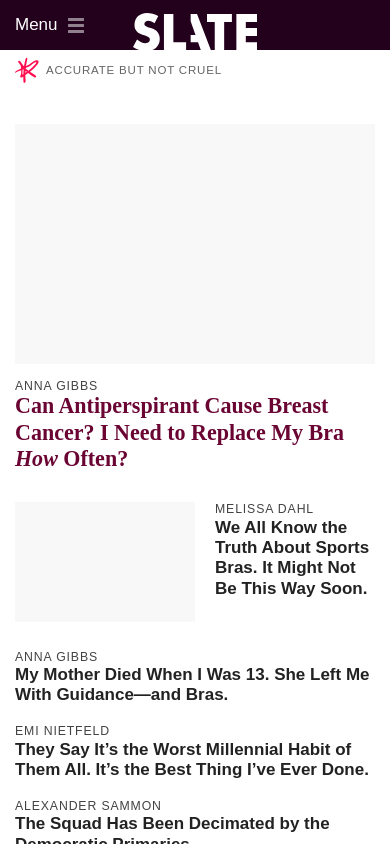 Menu
SLATE
ACCURATE BUT NOT CRUEL
ANNA GIBBS
Can Antiperspirant Cause Breast
Cancer? I Need to Replace My Bra
How Often?
MELISSA DAHL
We All Know the
Truth About Sports
Bras. It Might Not
Be This Way Soon.
ANNA GIBBS
My Mother Died When I Was 13. She Left Me
With Guidance—and Bras.
EMI NIETFELD
They Say It’s the Worst Millennial Habit of
Them All. It’s the Best Thing I’ve Ever Done.
ALEXANDER SAMMON
The Squad Has Been Decimated by the
Democratic Primaries